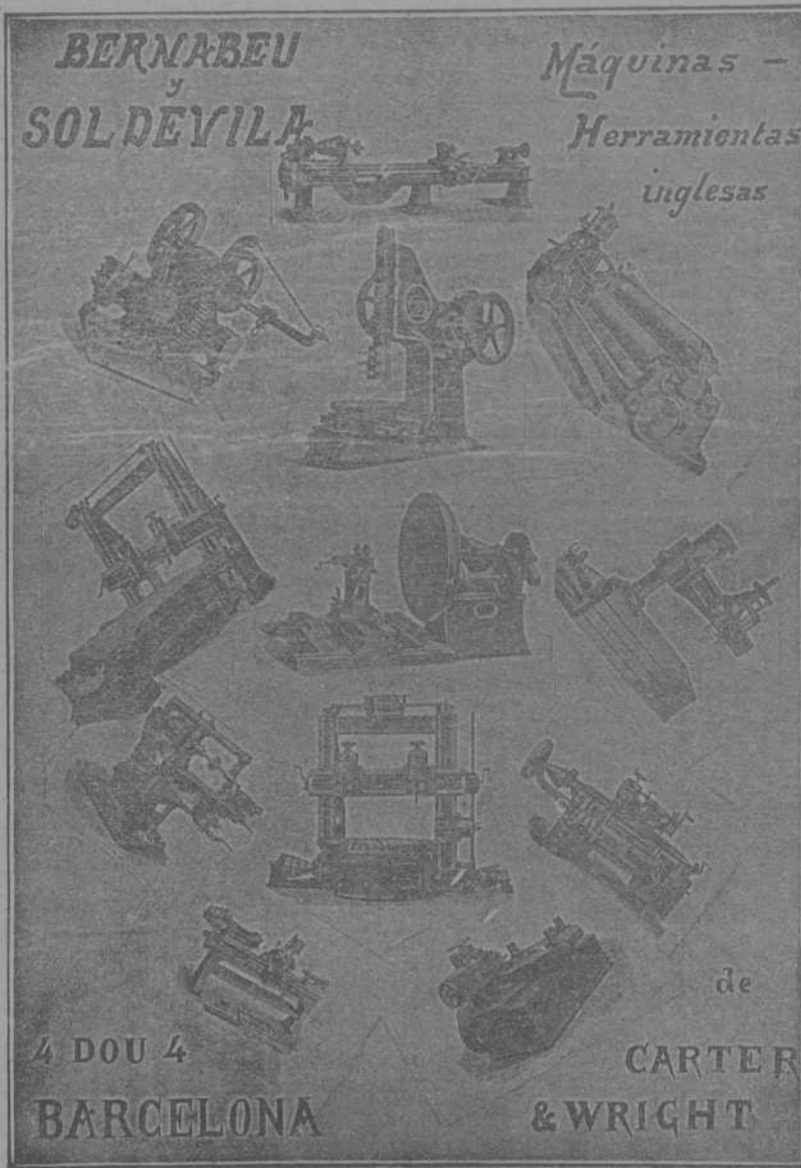 BERNABEU
y
SOLDEVILA
Máquinas -
Herramientas
inglesas
de
CARTER
& WRIGHT
4 DOU 4
BARCELONA